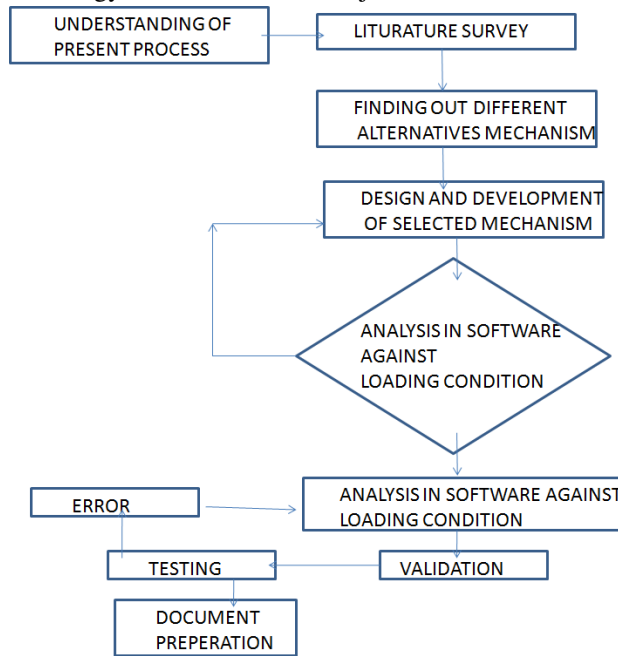 UNDERSTANDING OF
PRESENT PROCESS
LITURATURE SURVEY
FINDING OUT DIFFERENT
ALTERNATIVES MECHANISM
DESIGN AND DEVELOPMENT
OF SELECTED MECHANISM
ANALYSIS IN SOFTWARE
AGAINST
LOADING CONDITION
ANALYSIS IN SOFTWARE AGAINST
LOADING CONDITION
ERROR
TESTING
VALIDATION
DOCUMENT
PREPERATION